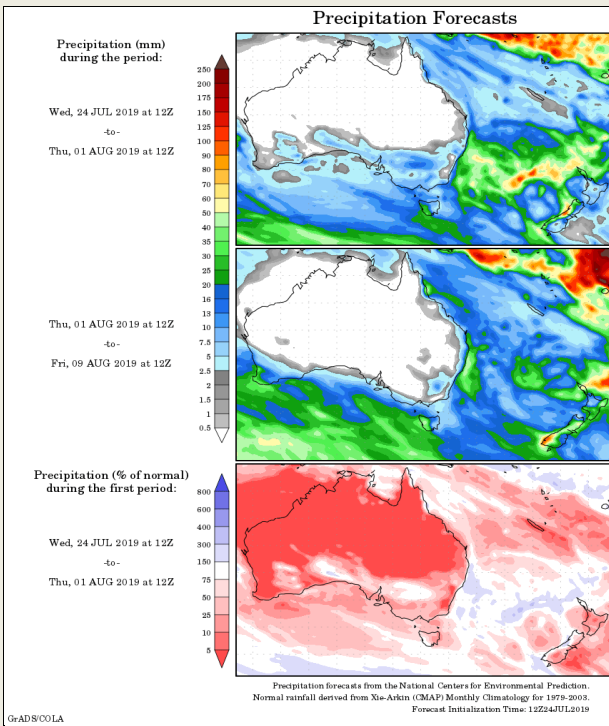 Precipitation Forecasts
Precipitation (mm)
during the period:
Wed, 24 JUL 2019 at 12Z
-to-
Thu, 01 AUG 2019 at 12Z
250
200
175
150
125
100
90
80
70
60
50
40
35
30
25
20
16
13
10
7.5
5
2.5
2
1.5
1
0.5
Thu, 01 AUG 2019 at 12Z
-to-
Fri, 09 AUG 2019 at 12Z
Precipitation (% of normal)
during the first period:
Wed, 24 JUL 2019 at 12Z
-to-
Thu, 01 AUG 2019 at 12Z
800
600
400
300
150
75
50
25
10
5
Precipitation forecasts from the National Centers for Environmental Prediction.
Normal rainfall derived from Xie-Arkin (CMAP) Monthly Climatology for 1979-2003.
Forecast Initialization Time: 12Z24JUL2019
GrADS/COLA